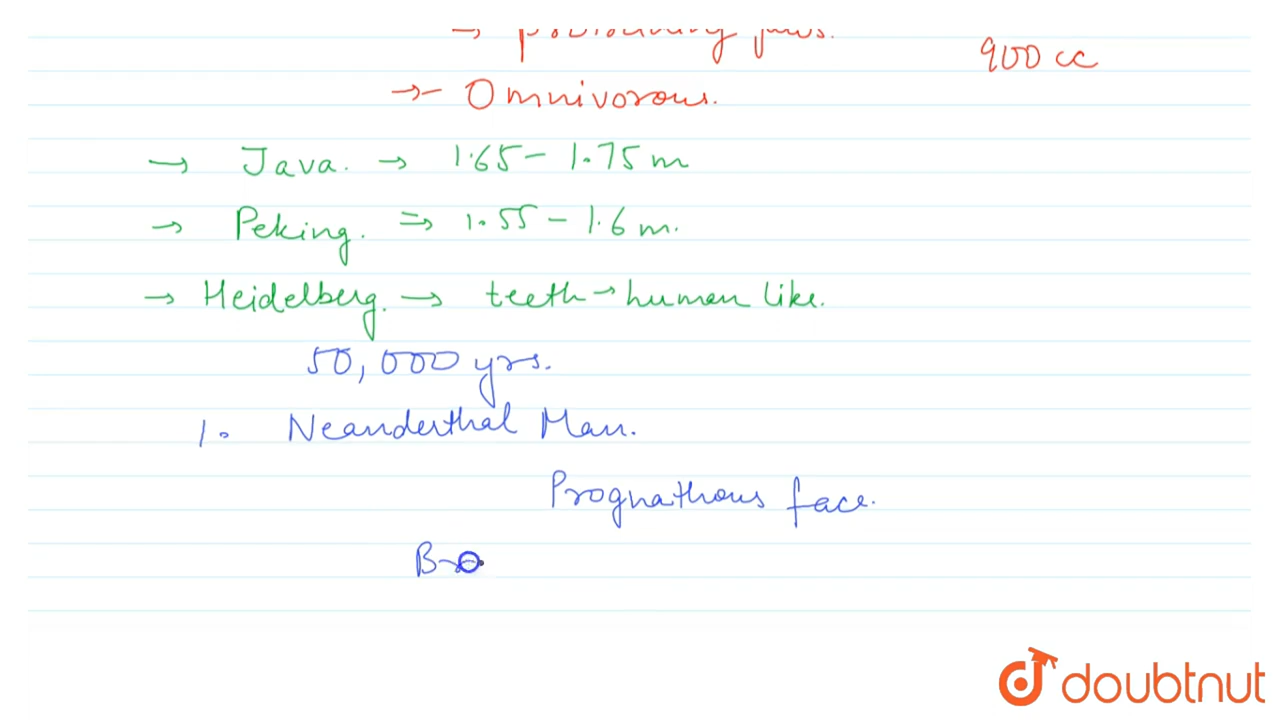 900 cc
→ Omnivorous.
→ Java. → 1.65 - 1.75 m
→ Peking. ⇒ 1.55 - 1.6 m.
→ Heidelberg. → teeth → human like.
50,000 yrs.
1. Neanderthal Man.
Prognathous face.
doubtnut